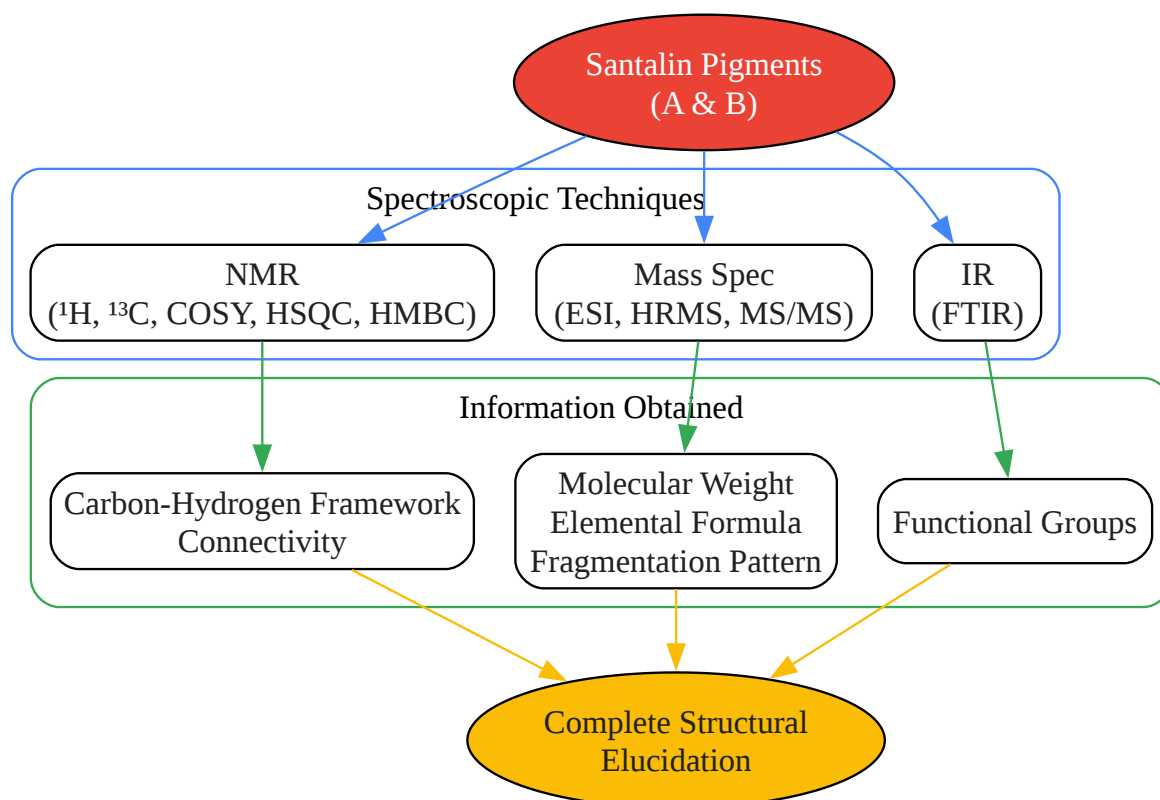 Santalin Pigments
(A & B)
Spectroscopic Techniques
NMR
(¹H, ¹³C, COSY, HSQC, HMBC)
Mass Spec
(ESI, HRMS, MS/MS)
IR
(FTIR)
Information Obtained
Carbon-Hydrogen Framework
Connectivity
Molecular Weight
Elemental Formula
Fragmentation Pattern
Functional Groups
Complete Structural
Elucidation